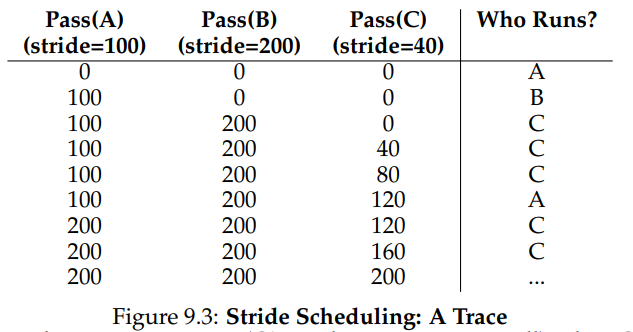 Pass(A) Pass(B) Pass(C) Who Runs?
(stride=100) (stride=200) (stride=40)
0 0 0 A
100 0 0 B
100 200 0 C
100 200 40 C
100 200 80 C
100 200 120 A
200 200 120 C
200 200 160 C
200 200 200 ...
Figure 9.3: Stride Scheduling: A Trace